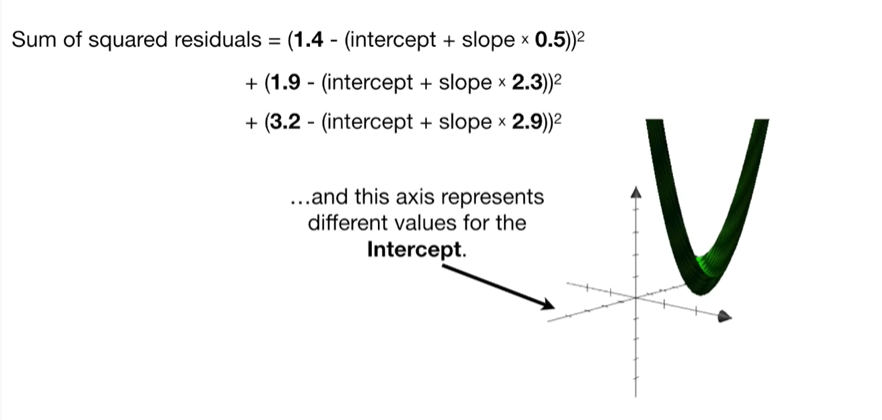 Sum of squared residuals = (1.4 - (intercept + slope × 0.5))²
+ (1.9 - (intercept + slope × 2.3))²
+ (3.2 - (intercept + slope × 2.9))²
...and this axis represents
different values for the
Intercept.